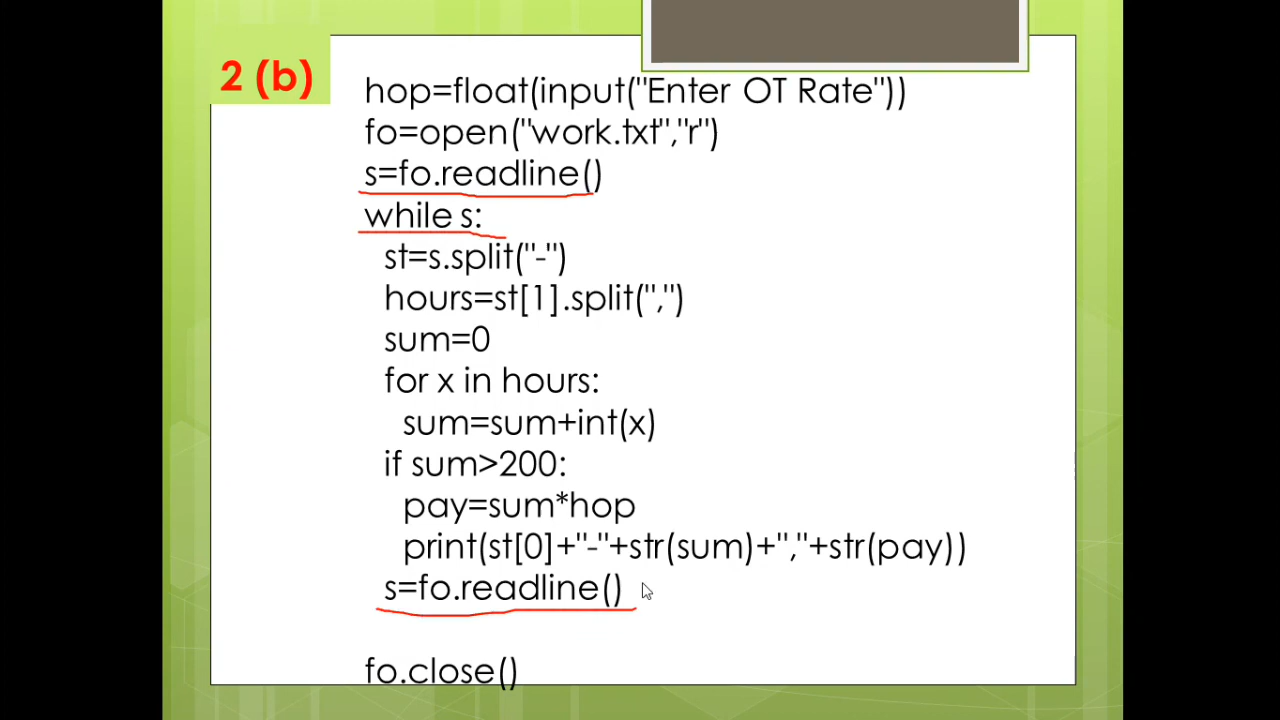 2 (b)
hop=float(input("Enter OT Rate"))
fo=open("work.txt","r")
s=fo.readline()
while s:
st=s.split("-")
hours=st[1].split(",")
sum=0
for x in hours:
sum=sum+int(x)
if sum>200:
pay=sum*hop
print(st[0]+"-"+str(sum)+","+str(pay))
s=fo.readline()
fo.close()